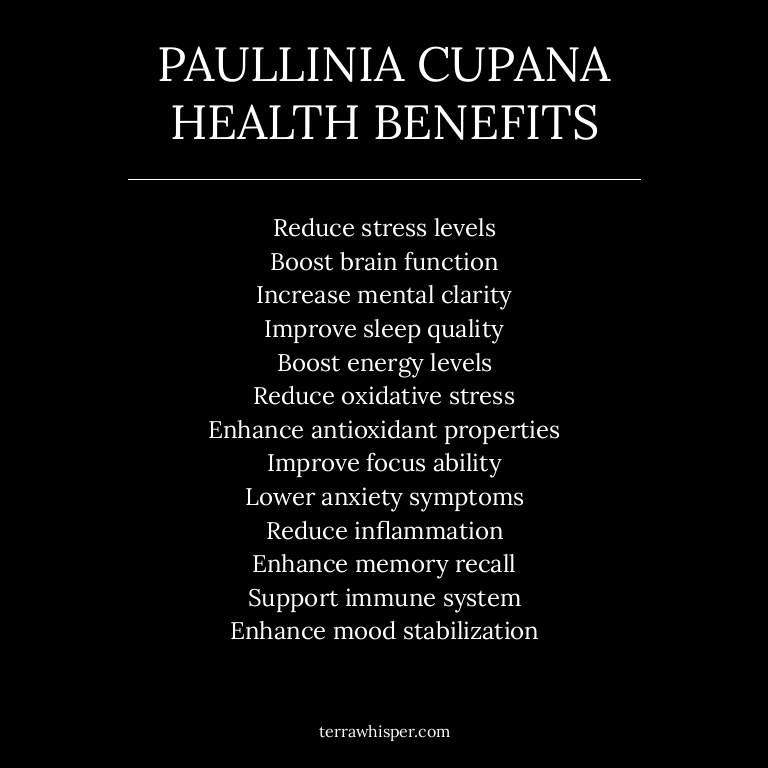 PAULLINIA CUPANA
HEALTH BENEFITS
Reduce stress levels
Boost brain function
Increase mental clarity
Improve sleep quality
Boost energy levels
Reduce oxidative stress
Enhance antioxidant properties
Improve focus ability
Lower anxiety symptoms
Reduce inflammation
Enhance memory recall
Support immune system
Enhance mood stabilization
terrawhisper.com